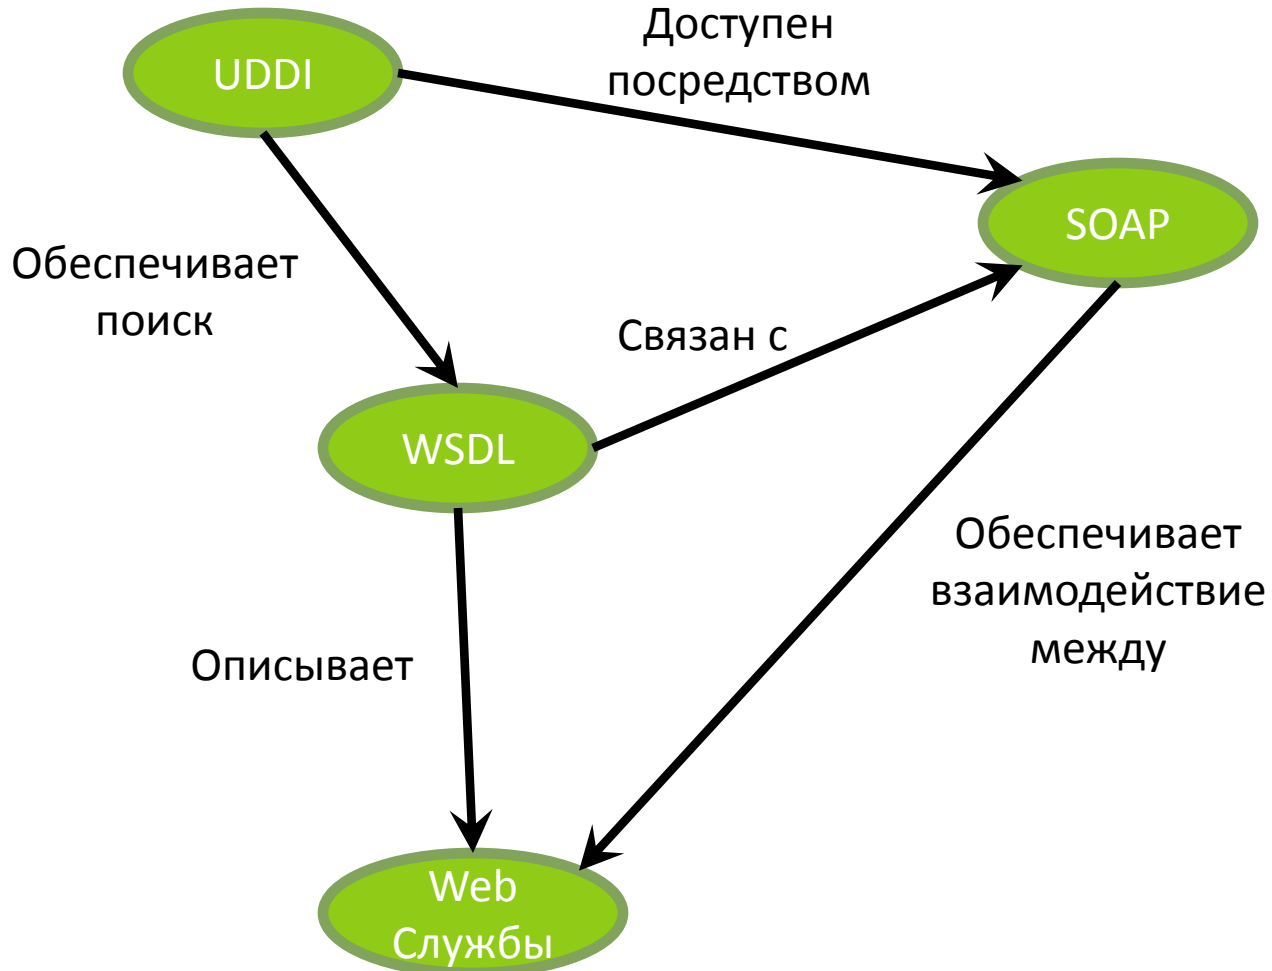 Доступен
посредством
UDDI
SOAP
Обеспечивает
поиск
Связан с
WSDL
Обеспечивает
взаимодействие
между
Описывает
Web
Службы